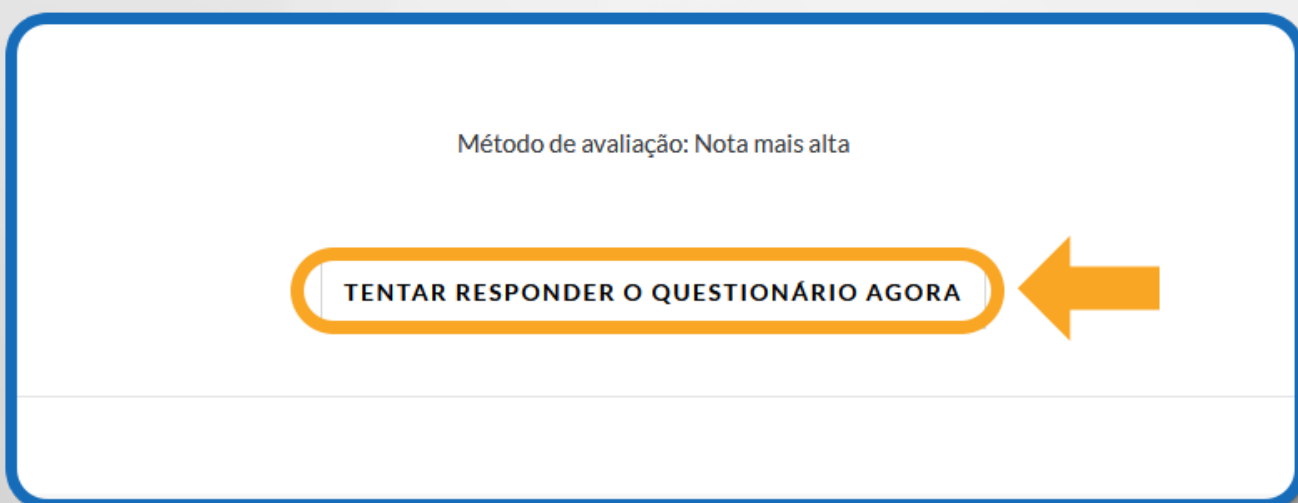 Método de avaliação: Nota mais alta
TENTAR RESPONDER O QUESTIONÁRIO AGORA